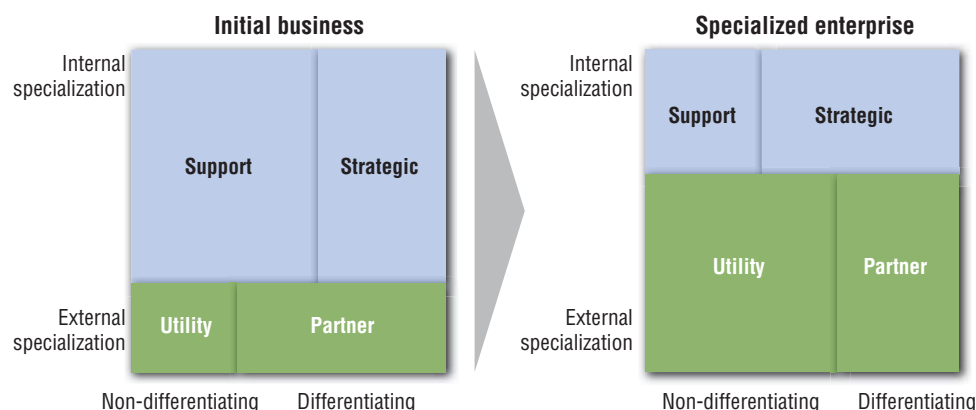 Initial business
Internal
specialization
Support
Strategic
External
specialization
Utility
Partner
Non-differentiating
Differentiating
Specialized enterprise
Internal
specialization
Support
Strategic
Utility
Partner
External
specialization
Non-differentiating
Differentiating